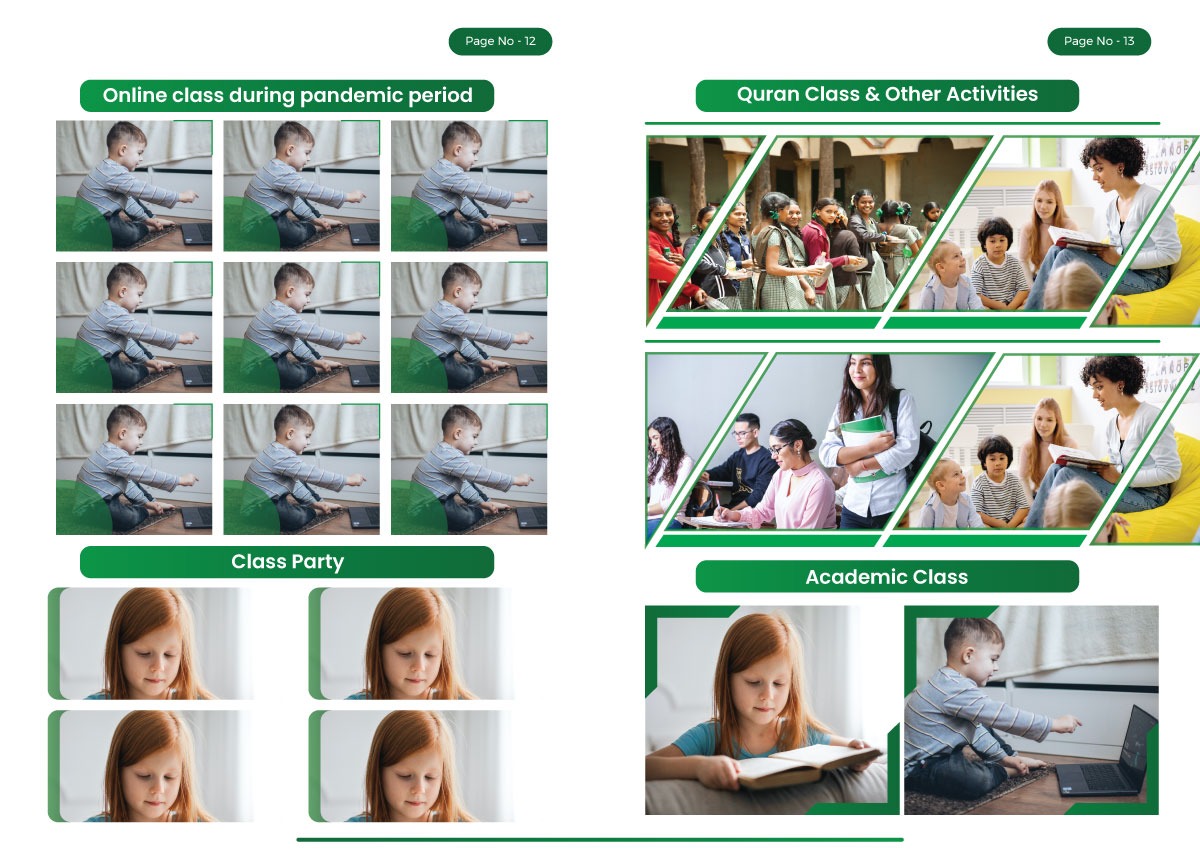 Page No - 12
Online class during pandemic period
Class Party
Page No - 13
Quran Class & Other Activities
Academic Class